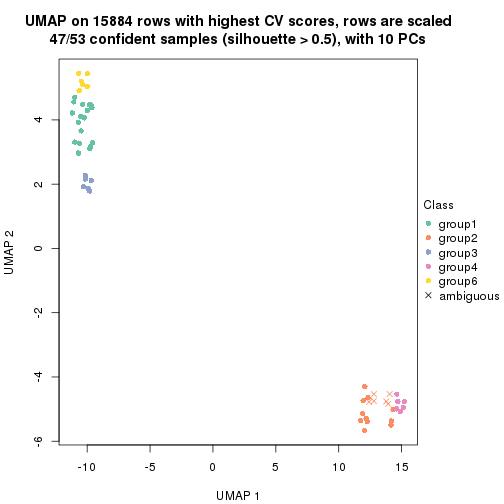 UMAP on 15884 rows with highest CV scores, rows are scaled
47/53 confident samples (silhouette > 0.5), with 10 PCs
4
2
0
-2
-4
-6
UMAP 2
-10
-5
0
5
10
15
UMAP 1
Class
group1
group2
group3
group4
group6
ambiguous